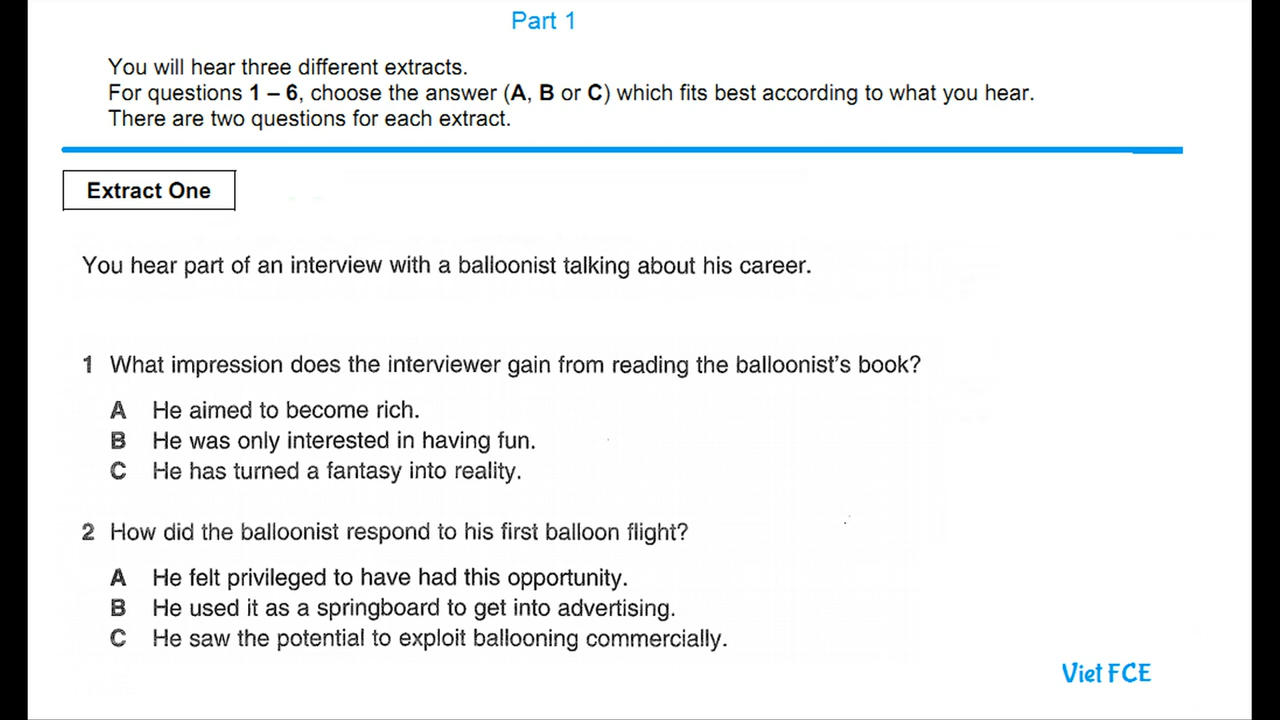 Part 1
You will hear three different extracts.
For questions 1 – 6, choose the answer (A, B or C) which fits best according to what you hear.
There are two questions for each extract.
Extract One
You hear part of an interview with a balloonist talking about his career.
1 What impression does the interviewer gain from reading the balloonist's book?
A He aimed to become rich.
B He was only interested in having fun.
C He has turned a fantasy into reality.
2 How did the balloonist respond to his first balloon flight?
A He felt privileged to have had this opportunity.
B He used it as a springboard to get into advertising.
C He saw the potential to exploit ballooning commercially.
Viet FCE